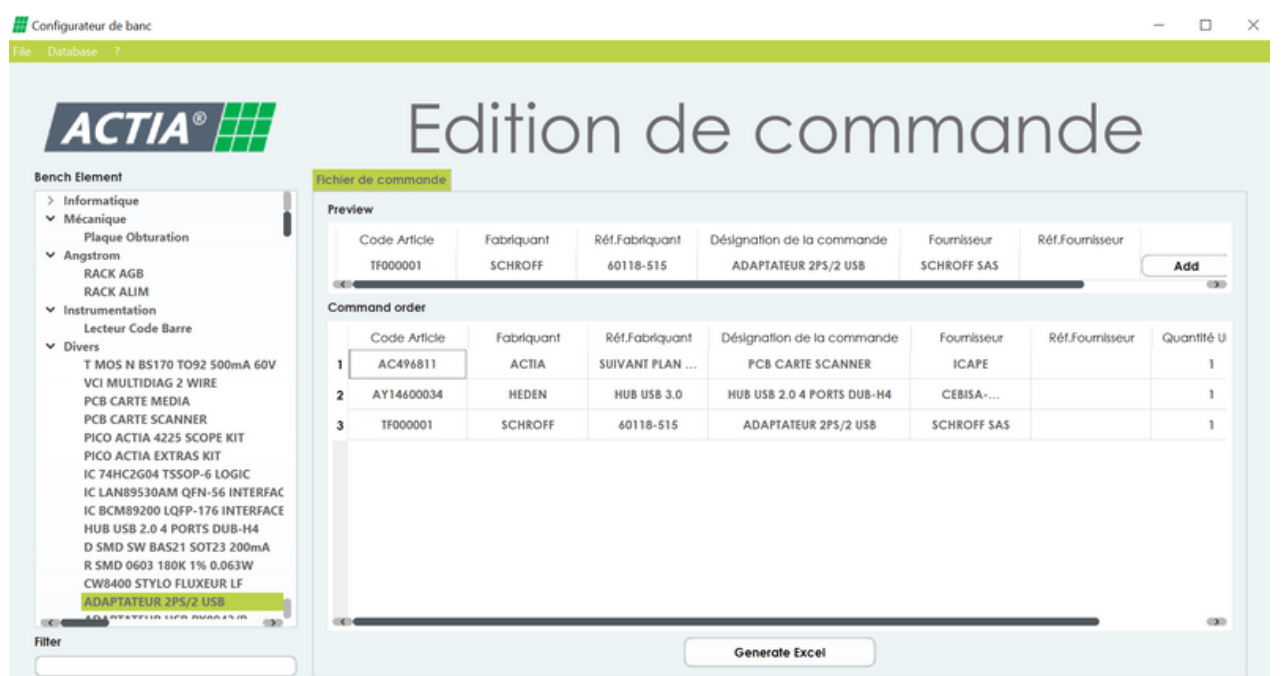 Configurateur de banc
File Database ?
ACTIA®
Edition de commande
Bench Element
Informatique
Mécanique
Plaque Obturation
Angstrom
RACK AGB
RACK ALIM
Instrumentation
Lecteur Code Barre
Divers
T MOS N BS170 TO92 500mA 60V
VCI MULTIDIAG 2 WIRE
PCB CARTE MEDIA
PCB CARTE SCANNER
PICO ACTIA 4225 SCOPE KIT
PICO ACTIA EXTRAS KIT
IC 74HC2G04 TSSOP-6 LOGIC
IC LAN89530AM QFN-56 INTERFAC
IC BCM89200 LQFP-176 INTERFACE
HUB USB 2.0 4 PORTS DUB-H4
D SMD SW BAS21 SOT23 200mA
R SMD 0603 180K 1% 0.063W
CW8400 STYLO FLUXEUR LF
ADAPTATEUR 2PS/2 USB
Filter
Fichier de commande
Preview
Code Article Fabriquant Réf.Fabriquant Désignation de la commande Fournisseur Réf.Fournisseur
TF000001 SCHROFF 60118-515 ADAPTATEUR 2PS/2 USB SCHROFF SAS Add
Command order
Code Article Fabriquant Réf.Fabriquant Désignation de la commande Fournisseur Réf.Fournisseur Quantité U
1 AC496811 ACTIA SUIVANT PLAN ... PCB CARTE SCANNER ICAPE 1
2 AY14600034 HEDEN HUB USB 3.0 HUB USB 2.0 4 PORTS DUB-H4 CEBISA-... 1
3 TF000001 SCHROFF 60118-515 ADAPTATEUR 2PS/2 USB SCHROFF SAS 1
Generate Excel